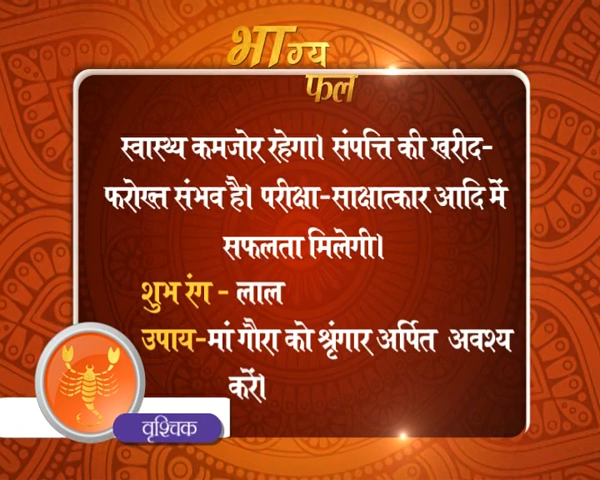 भाग्य
फल
स्वास्थ्य कमजोर रहेगा। संपत्ति की खरीद-
फरोख्त संभव है। परीक्षा-साक्षात्कार आदि में
सफलता मिलेगी।
शुभ रंग - लाल
उपाय-मां गौरा को श्रृंगार अर्पित अवश्य
करें।
वृश्चिक